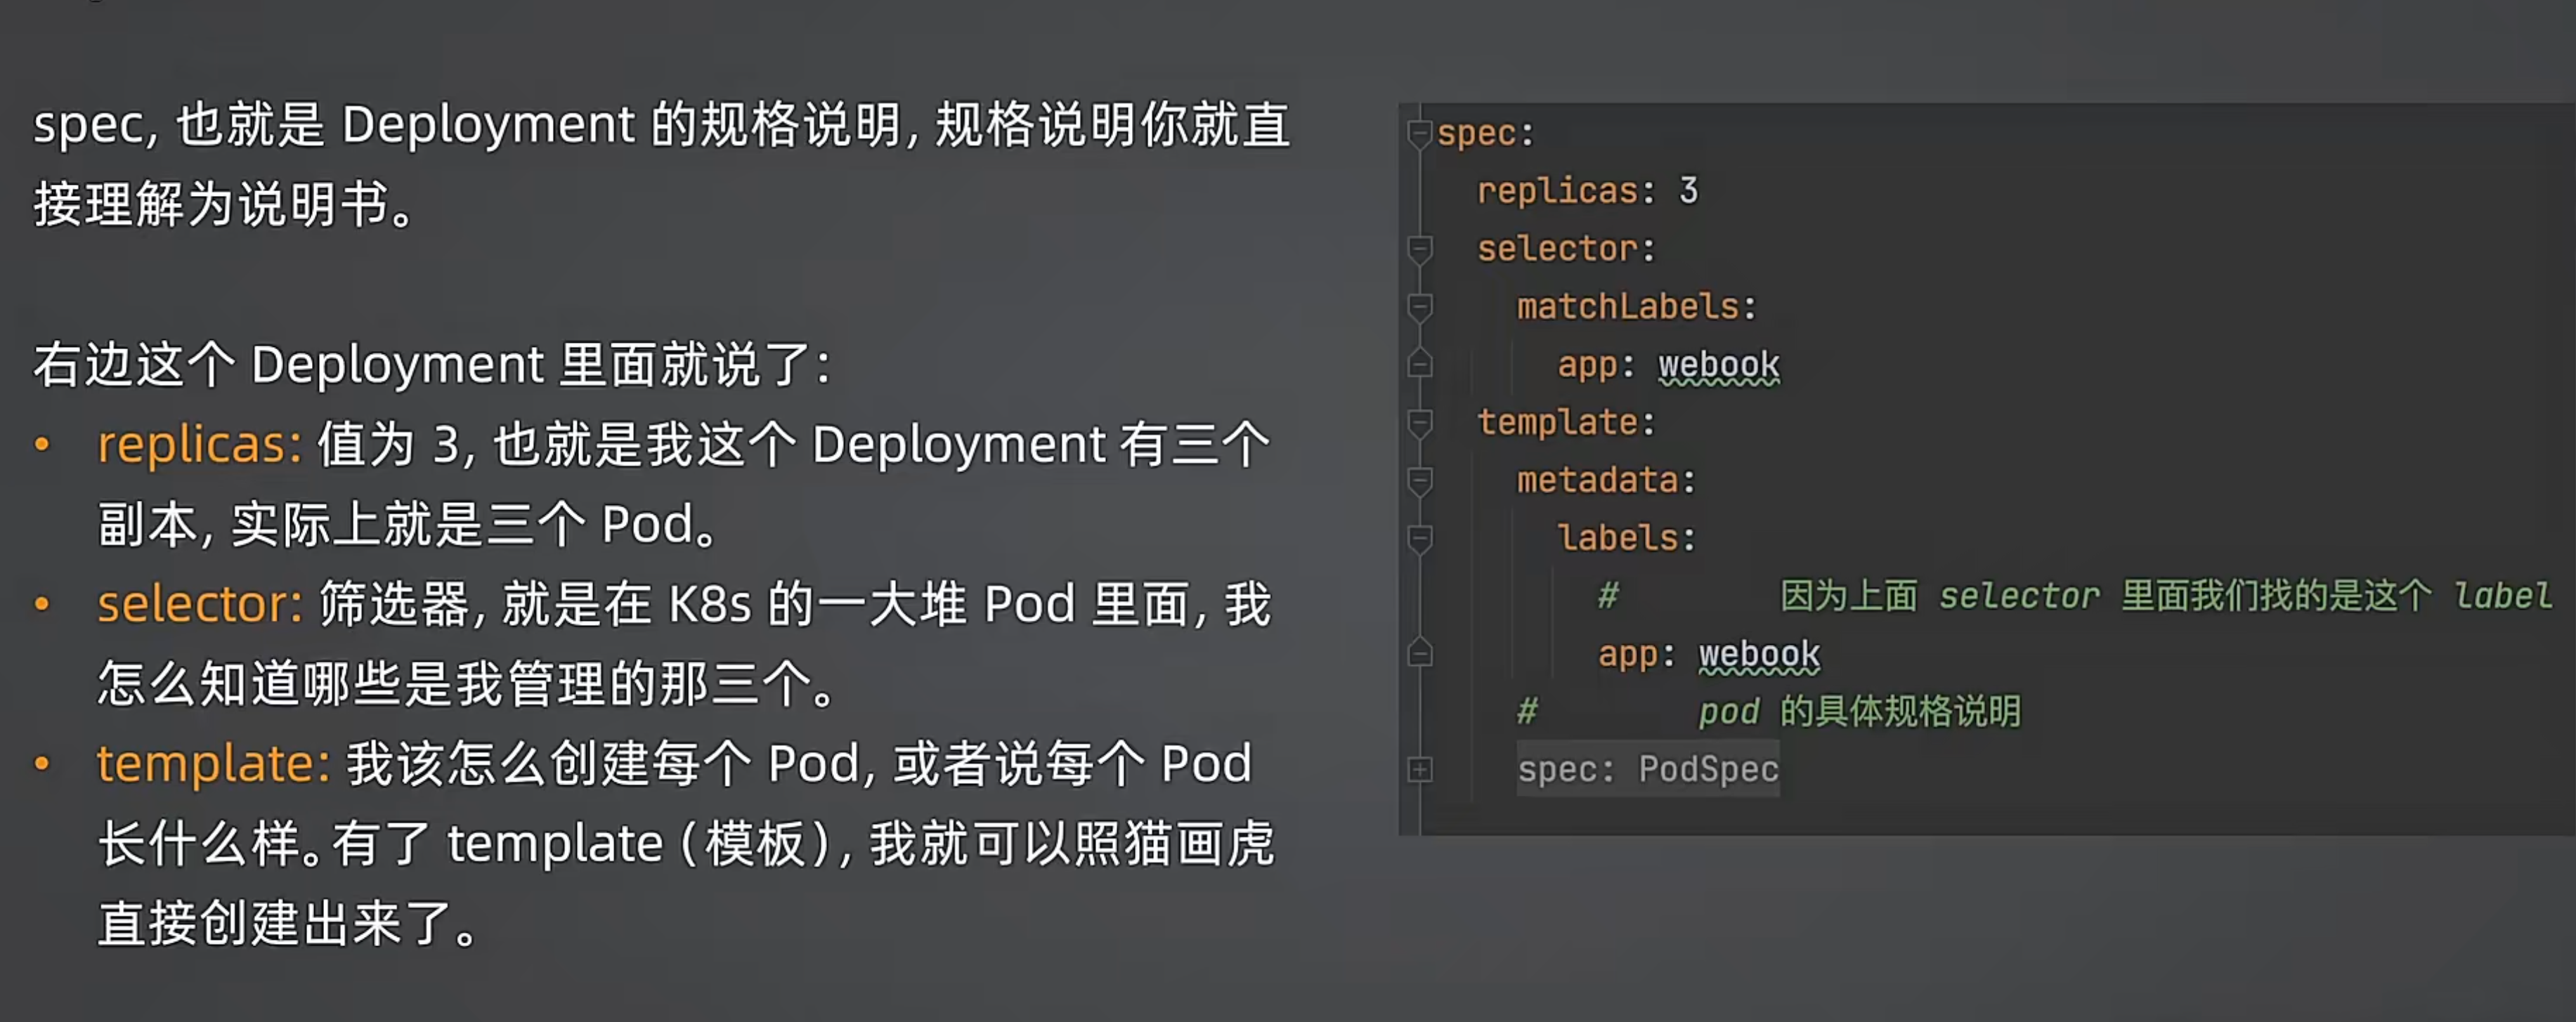 spec, 也就是 Deployment 的规格说明, 规格说明你就直
接理解为说明书。
右边这个 Deployment 里面就说了:
• replicas: 值为 3, 也就是我这个 Deployment 有三个
副本, 实际上就是三个 Pod。
• selector: 筛选器, 就是在 K8s 的一大堆 Pod 里面, 我
怎么知道哪些是我管理的那三个。
• template: 我该怎么创建每个 Pod, 或者说每个 Pod
长什么样。有了 template (模板), 我就可以照猫画虎
直接创建出来了。
spec:
replicas: 3
selector:
matchLabels:
app: webook
template:
metadata:
labels:
# 因为上面 selector 里面我们找的是这个 label
app: webook
# pod 的具体规格说明
spec: PodSpec